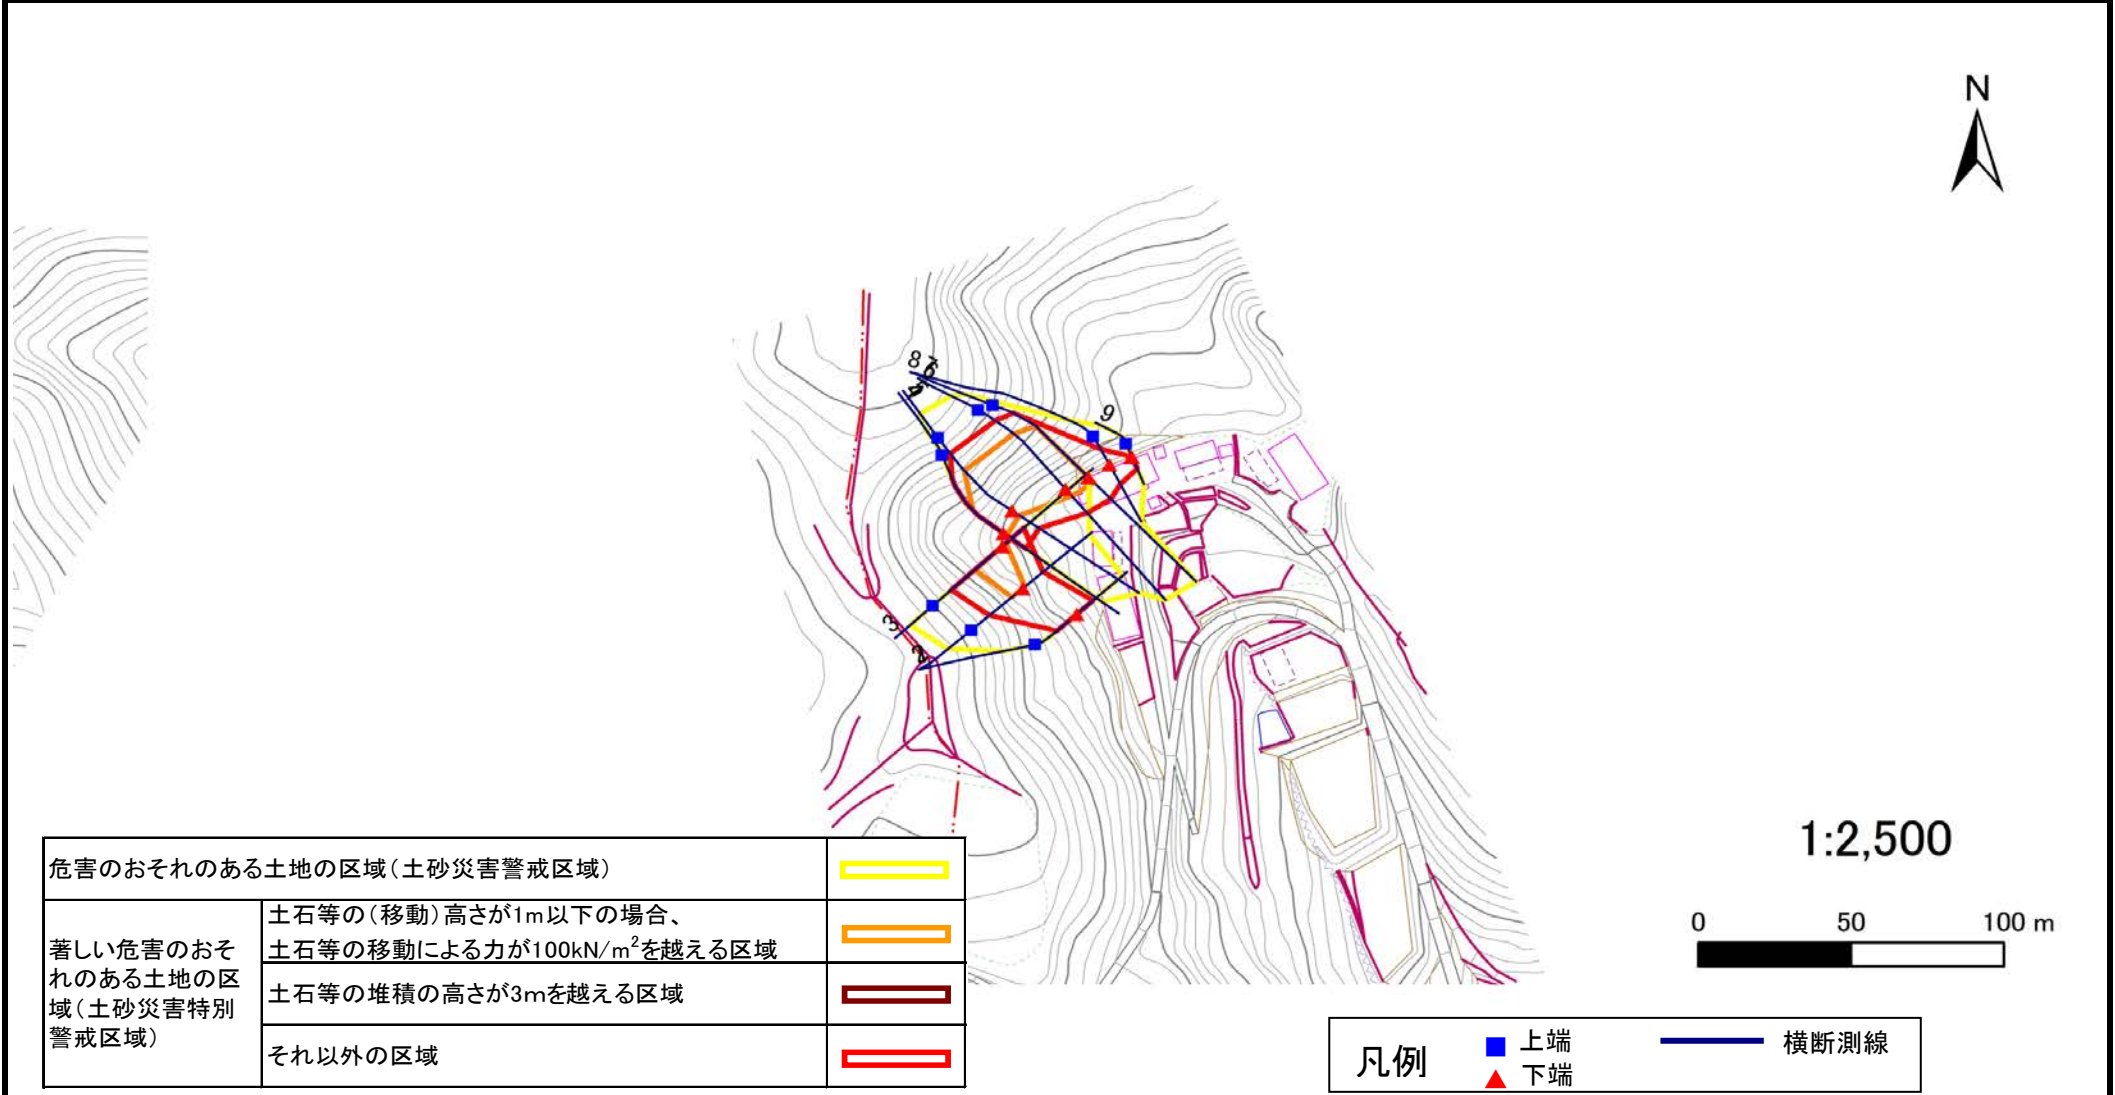 N
8
7
6
9
3
2
1:2,500
0 50 100 m
危害のおそれのある土地の区域(土砂災害警戒区域)
著しい危害のおそ
れのある土地の区
域(土砂災害特別
警戒区域)
土石等の(移動)高さが1m以下の場合、
土石等の移動による力が100kN/m²を越える区域
土石等の堆積の高さが3mを越える区域
それ以外の区域
凡例
上端
下端
横断測線